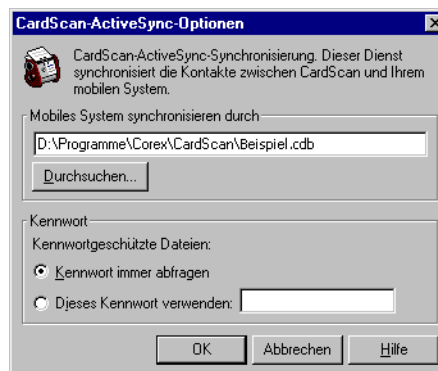 CardScan-ActiveSync-Optionen
CardScan-ActiveSync-Synchronisierung. Dieser Dienst
synchronisiert die Kontakte zwischen CardScan und Ihrem
mobilen System.
Mobiles System synchronisieren durch
D:\Programme\Corex\CardScan\Beispiel.cdb
Durchsuchen...
Kennwort
Kennwortgeschützte Dateien:
Kennwort immer abfragen
Dieses Kennwort verwenden:
OK Abbrechen Hilfe